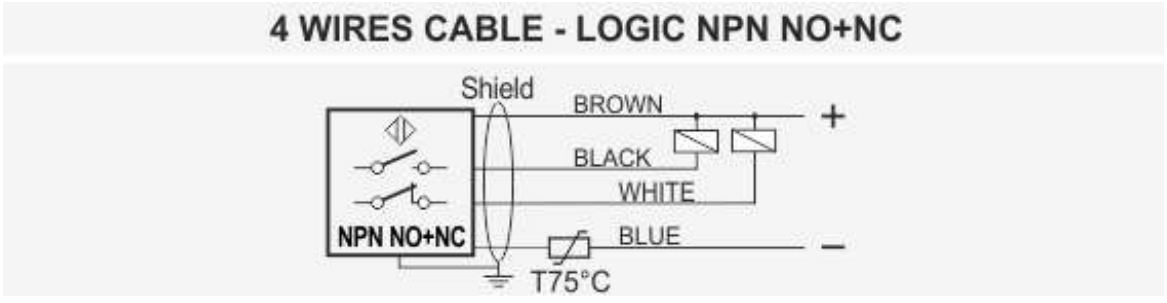 4 WIRES CABLE - LOGIC NPN NO+NC
Shield
BROWN
+
BLACK
WHITE
NPN NO+NC
BLUE
−
T75°C